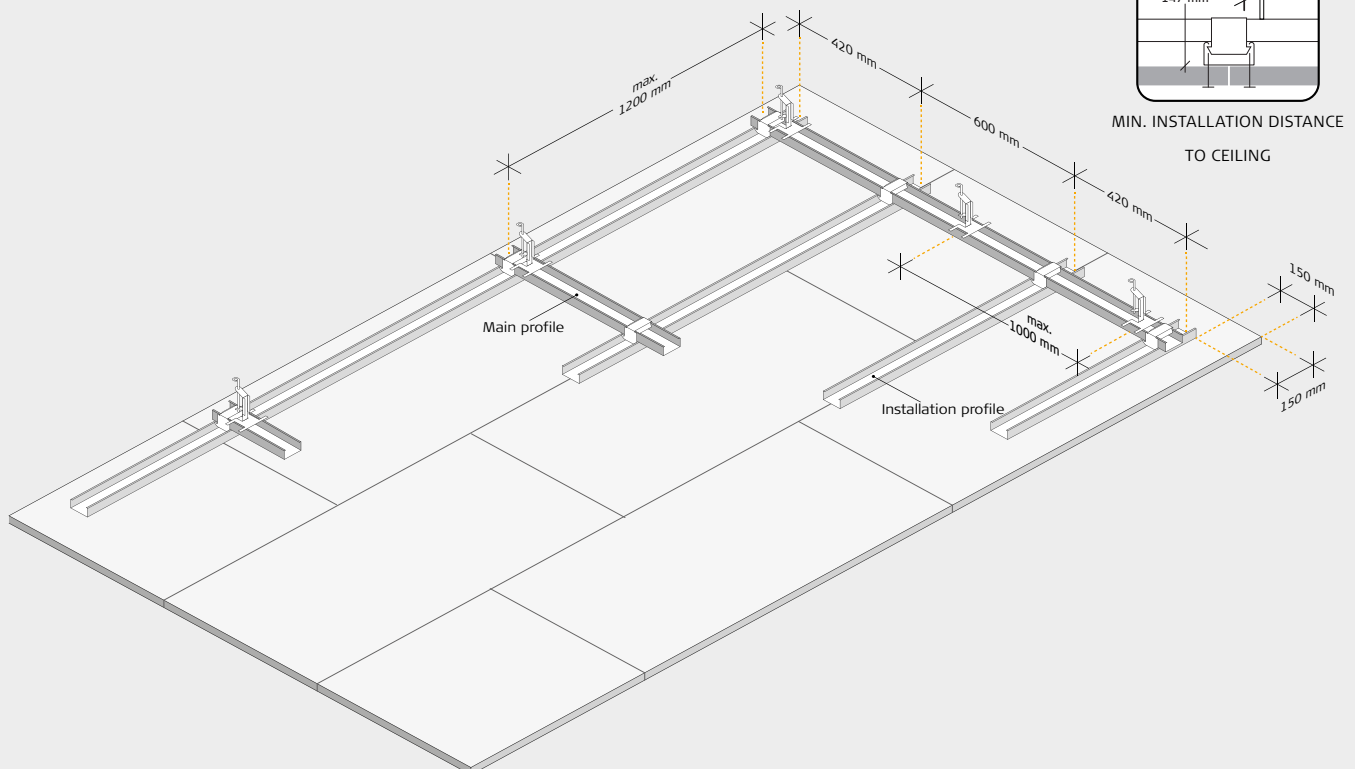 MIN. INSTALLATION DISTANCE
TO CEILING
max.
1200 mm
420 mm
600 mm
420 mm
150 mm
150 mm
max.
1000 mm
Main profile
Installation profile